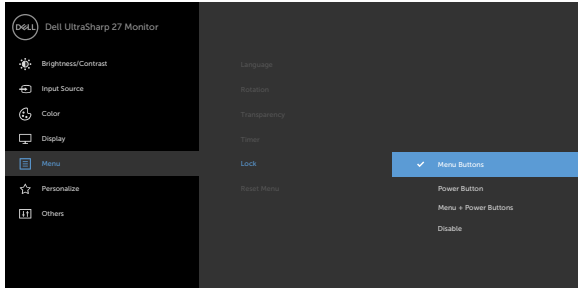 DELL
Dell UltraSharp 27 Monitor
Brightness/Contrast
Input Source
Color
Display
Menu
Personalize
Others
Language
Rotation
Transparency
Timer
Lock
Reset Menu
Menu Buttons
Power Button
Menu + Power Buttons
Disable